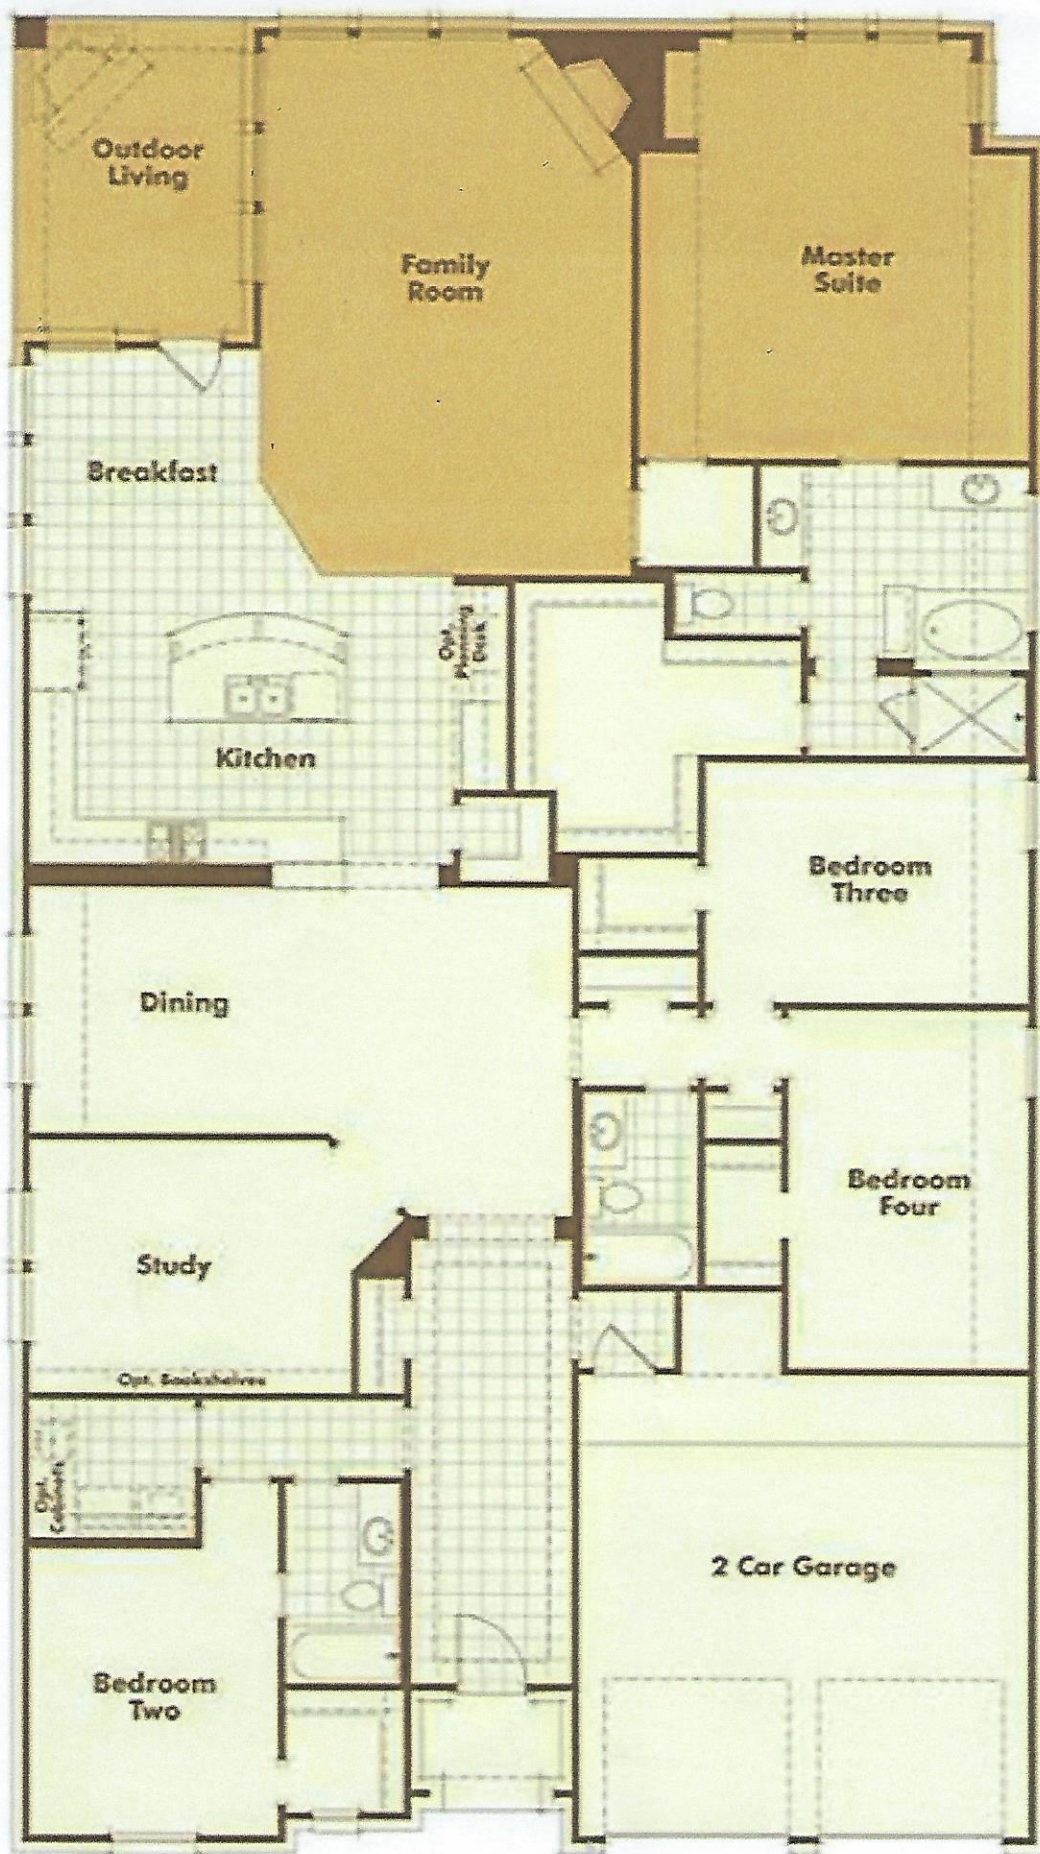 Outdoor
Living
Family
Room
Master
Suite
Breakfast
Opt.
Planning
Desk
Kitchen
Bedroom
Three
Dining
Bedroom
Four
Study
Opt. Bookshelves
Opt.
Cabinets
2 Car Garage
Bedroom
Two